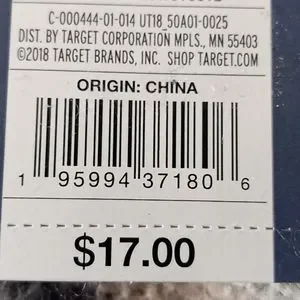 C-000444-01-014 UT18_50A01-0025
DIST. BY TARGET CORPORATION MPLS., MN 55403
©2018 TARGET BRANDS, INC. SHOP TARGET.COM
ORIGIN: CHINA
1 95994 37180 6
$17.00